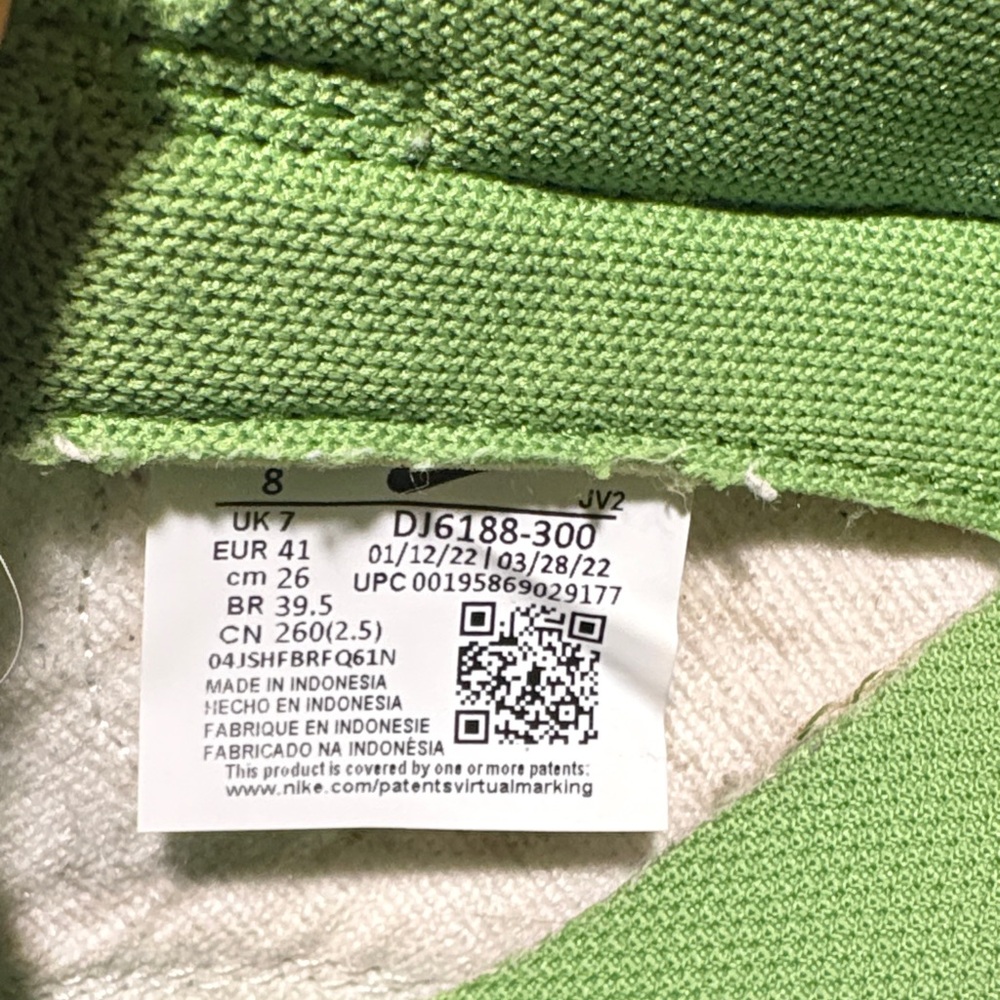 8
JV2
UK 7
EUR 41
cm 26
BR 39.5
CN 260(2.5)
04JSHFBRFQ61N
DJ6188-300
01/12/22 | 03/28/22
UPC 00195869029177
MADE IN INDONESIA
HECHO EN INDONESIA
FABRIQUE EN INDONESIE
FABRICADO NA INDONÉSIA
This product is covered by one or more patents:
www.nike.com/patentsvirtualmarking